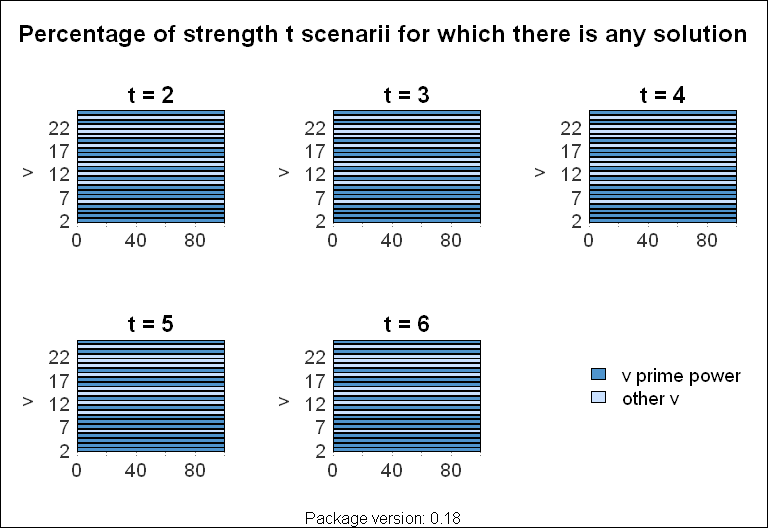 Percentage of strength t scenarii for which there is any solution
t = 2
t = 3
t = 4
22
17
12
7
2
>
0 40 80
22
17
12
7
2
>
0 40 80
22
17
12
7
2
>
0 40 80
t = 5
t = 6
22
17
12
7
2
>
0 40 80
22
17
12
7
2
>
0 40 80
v prime power
other v
Package version: 0.18